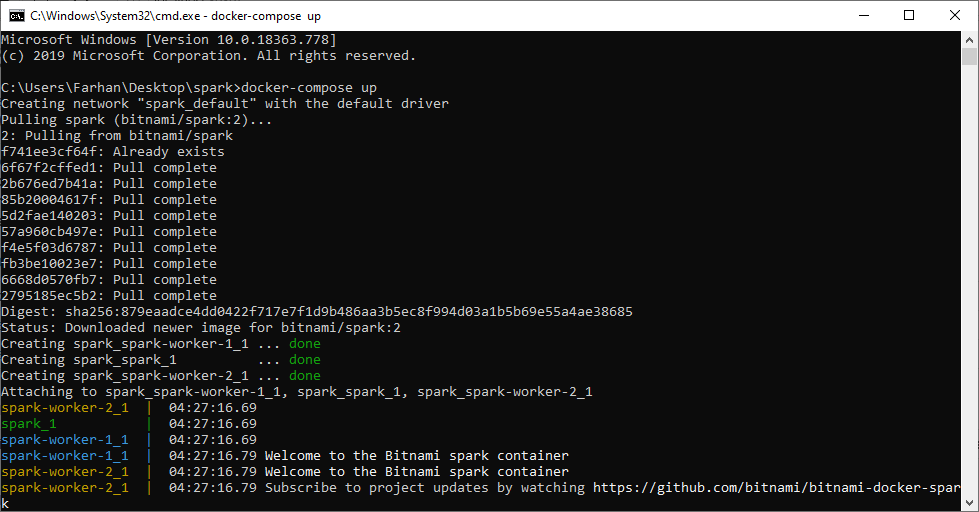 C:\Windows\System32\cmd.exe - docker-compose up
Microsoft Windows [Version 10.0.18363.778]
(c) 2019 Microsoft Corporation. All rights reserved.
C:\Users\Farhan\Desktop\spark>docker-compose up
Creating network "spark_default" with the default driver
Pulling spark (bitnami/spark:2)...
2: Pulling from bitnami/spark
f741ee3cf64f: Already exists
6f67f2cffed1: Pull complete
2b676ed7b41a: Pull complete
85b20004617f: Pull complete
5d2fae140203: Pull complete
57a960cb497e: Pull complete
f4e5f03d6787: Pull complete
fb3be10023e7: Pull complete
6668d0570fb7: Pull complete
2795185ec5b2: Pull complete
Digest: sha256:879eaadce4dd0422f717e7f1d9b486aa3b5ec8f994d03a1b5b69e55a4ae38685
Status: Downloaded newer image for bitnami/spark:2
Creating spark_spark-worker-1_1 ... done
Creating spark_spark_1          ... done
Creating spark_spark-worker-2_1 ... done
Attaching to spark_spark-worker-1_1, spark_spark_1, spark_spark-worker-2_1
spark-worker-2_1  |  04:27:16.69
spark_1           |  04:27:16.69
spark-worker-1_1  |  04:27:16.69
spark-worker-1_1  |  04:27:16.79 Welcome to the Bitnami spark container
spark-worker-2_1  |  04:27:16.79 Welcome to the Bitnami spark container
spark-worker-2_1  |  04:27:16.79 Subscribe to project updates by watching https://github.com/bitnami/bitnami-docker-spar
k